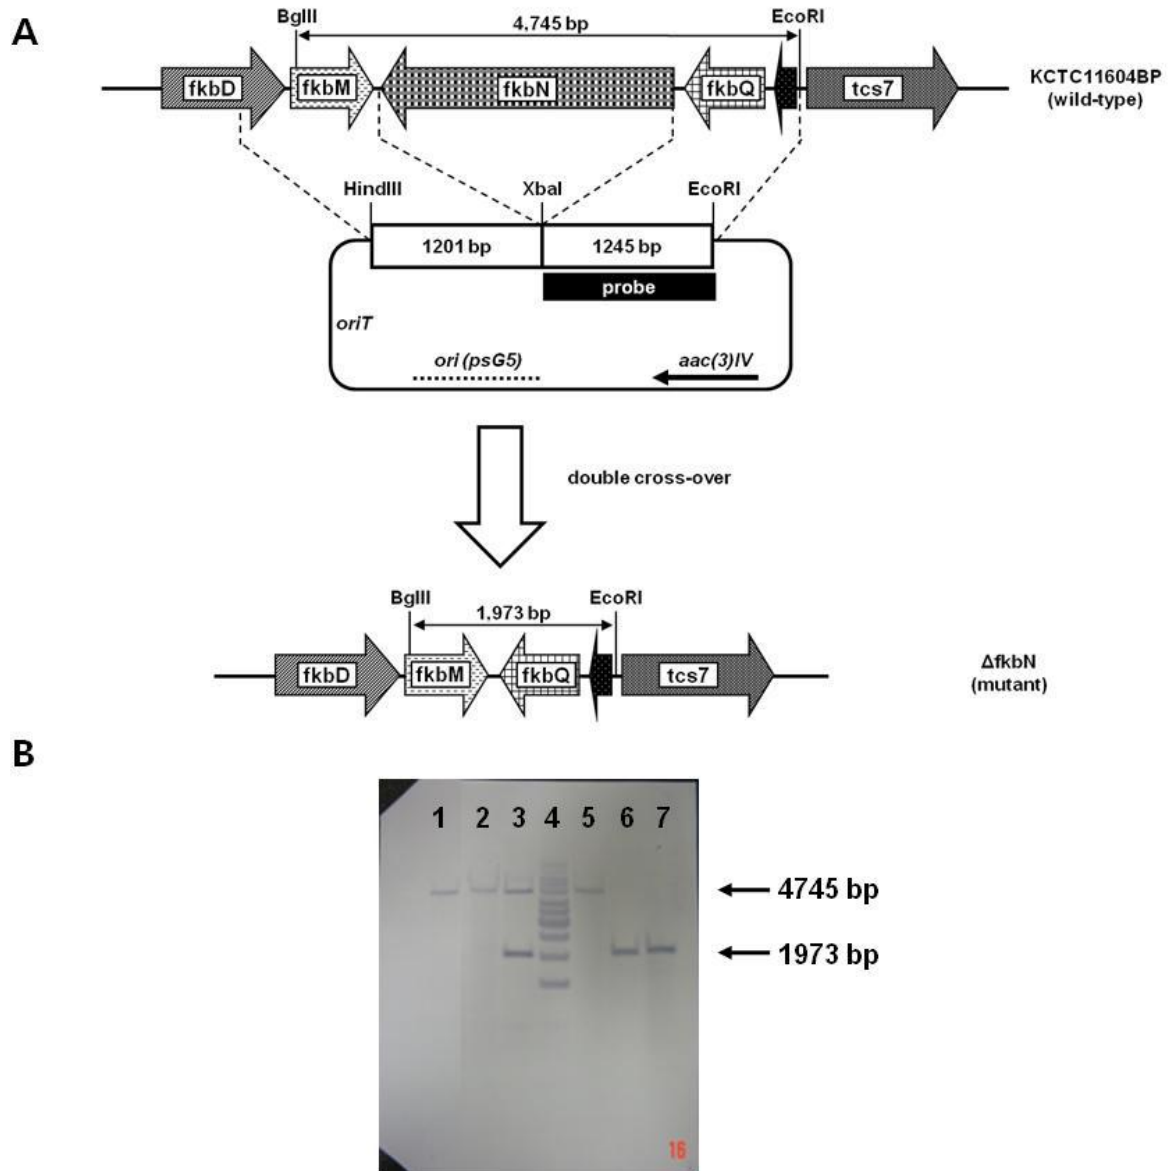 A
BglII
4,745 bp
EcoRI
fkbD
fkbM
fkbN
fkbQ
tcs7
KCTC11604BP
(wild-type)
HindIII
XbaI
EcoRI
1201 bp
1245 bp
probe
oriT
ori (psG5)
aac(3)IV
double cross-over
BglII
1,973 bp
EcoRI
fkbD
fkbM
fkbQ
tcs7
ΔfkbN
(mutant)
B
1 2 3 4 5 6 7
4745 bp
1973 bp
16